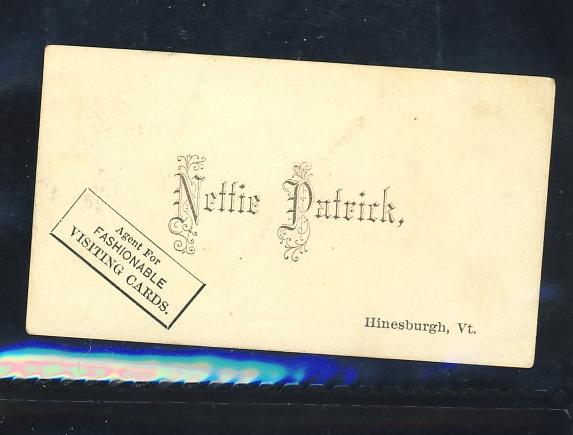 Nettie Patrick,
Agent For
FASHIONABLE
VISITING CARDS.
Hinesburgh, Vt.